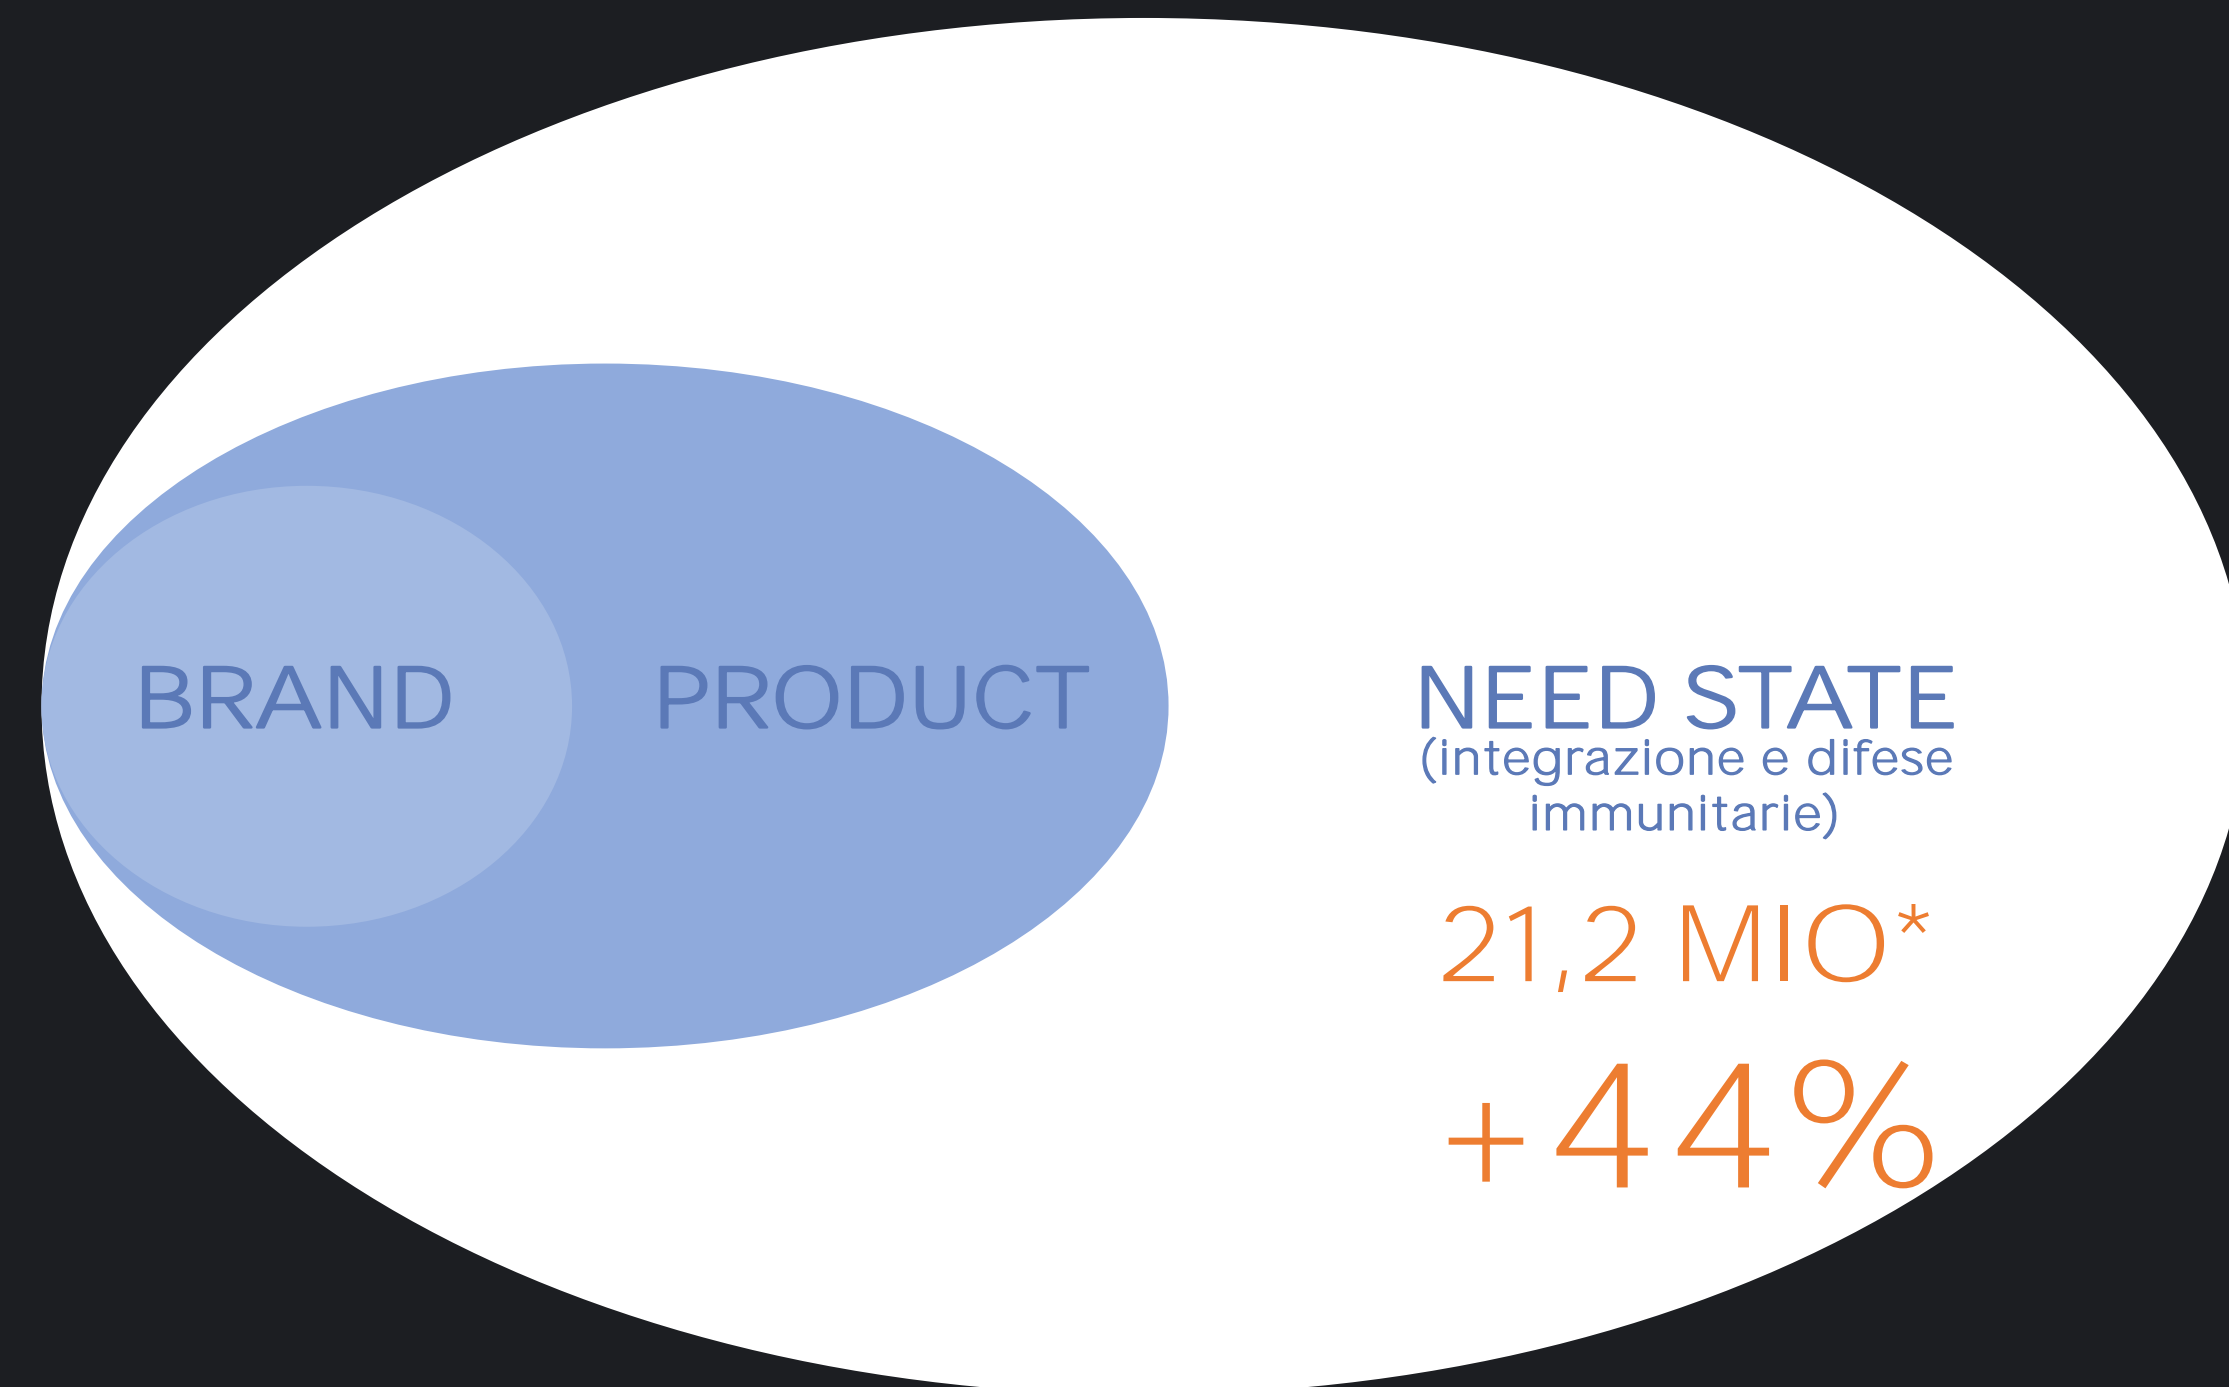 BRAND
PRODUCT
NEED STATE
(integrazione e difese
immunitarie)
21,2 MIO*
+44%